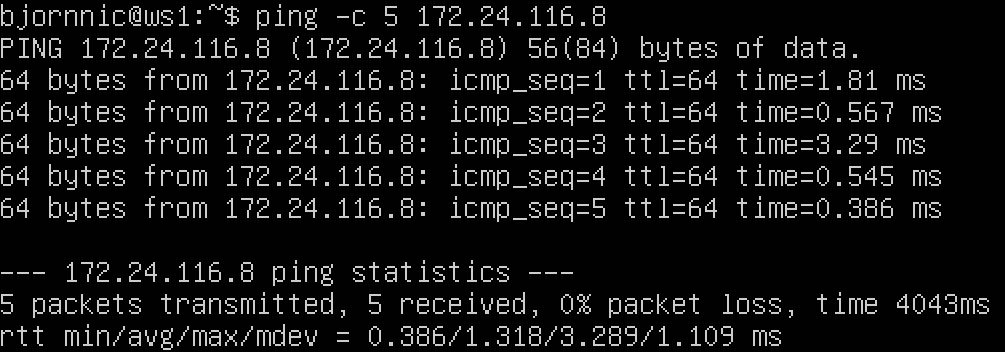 bjornnic@ws1:~$ ping -c 5 172.24.116.8
PING 172.24.116.8 (172.24.116.8) 56(84) bytes of data.
64 bytes from 172.24.116.8: icmp_seq=1 ttl=64 time=1.81 ms
64 bytes from 172.24.116.8: icmp_seq=2 ttl=64 time=0.567 ms
64 bytes from 172.24.116.8: icmp_seq=3 ttl=64 time=3.29 ms
64 bytes from 172.24.116.8: icmp_seq=4 ttl=64 time=0.545 ms
64 bytes from 172.24.116.8: icmp_seq=5 ttl=64 time=0.386 ms
--- 172.24.116.8 ping statistics ---
5 packets transmitted, 5 received, 0% packet loss, time 4043ms
rtt min/avg/max/mdev = 0.386/1.318/3.289/1.109 ms